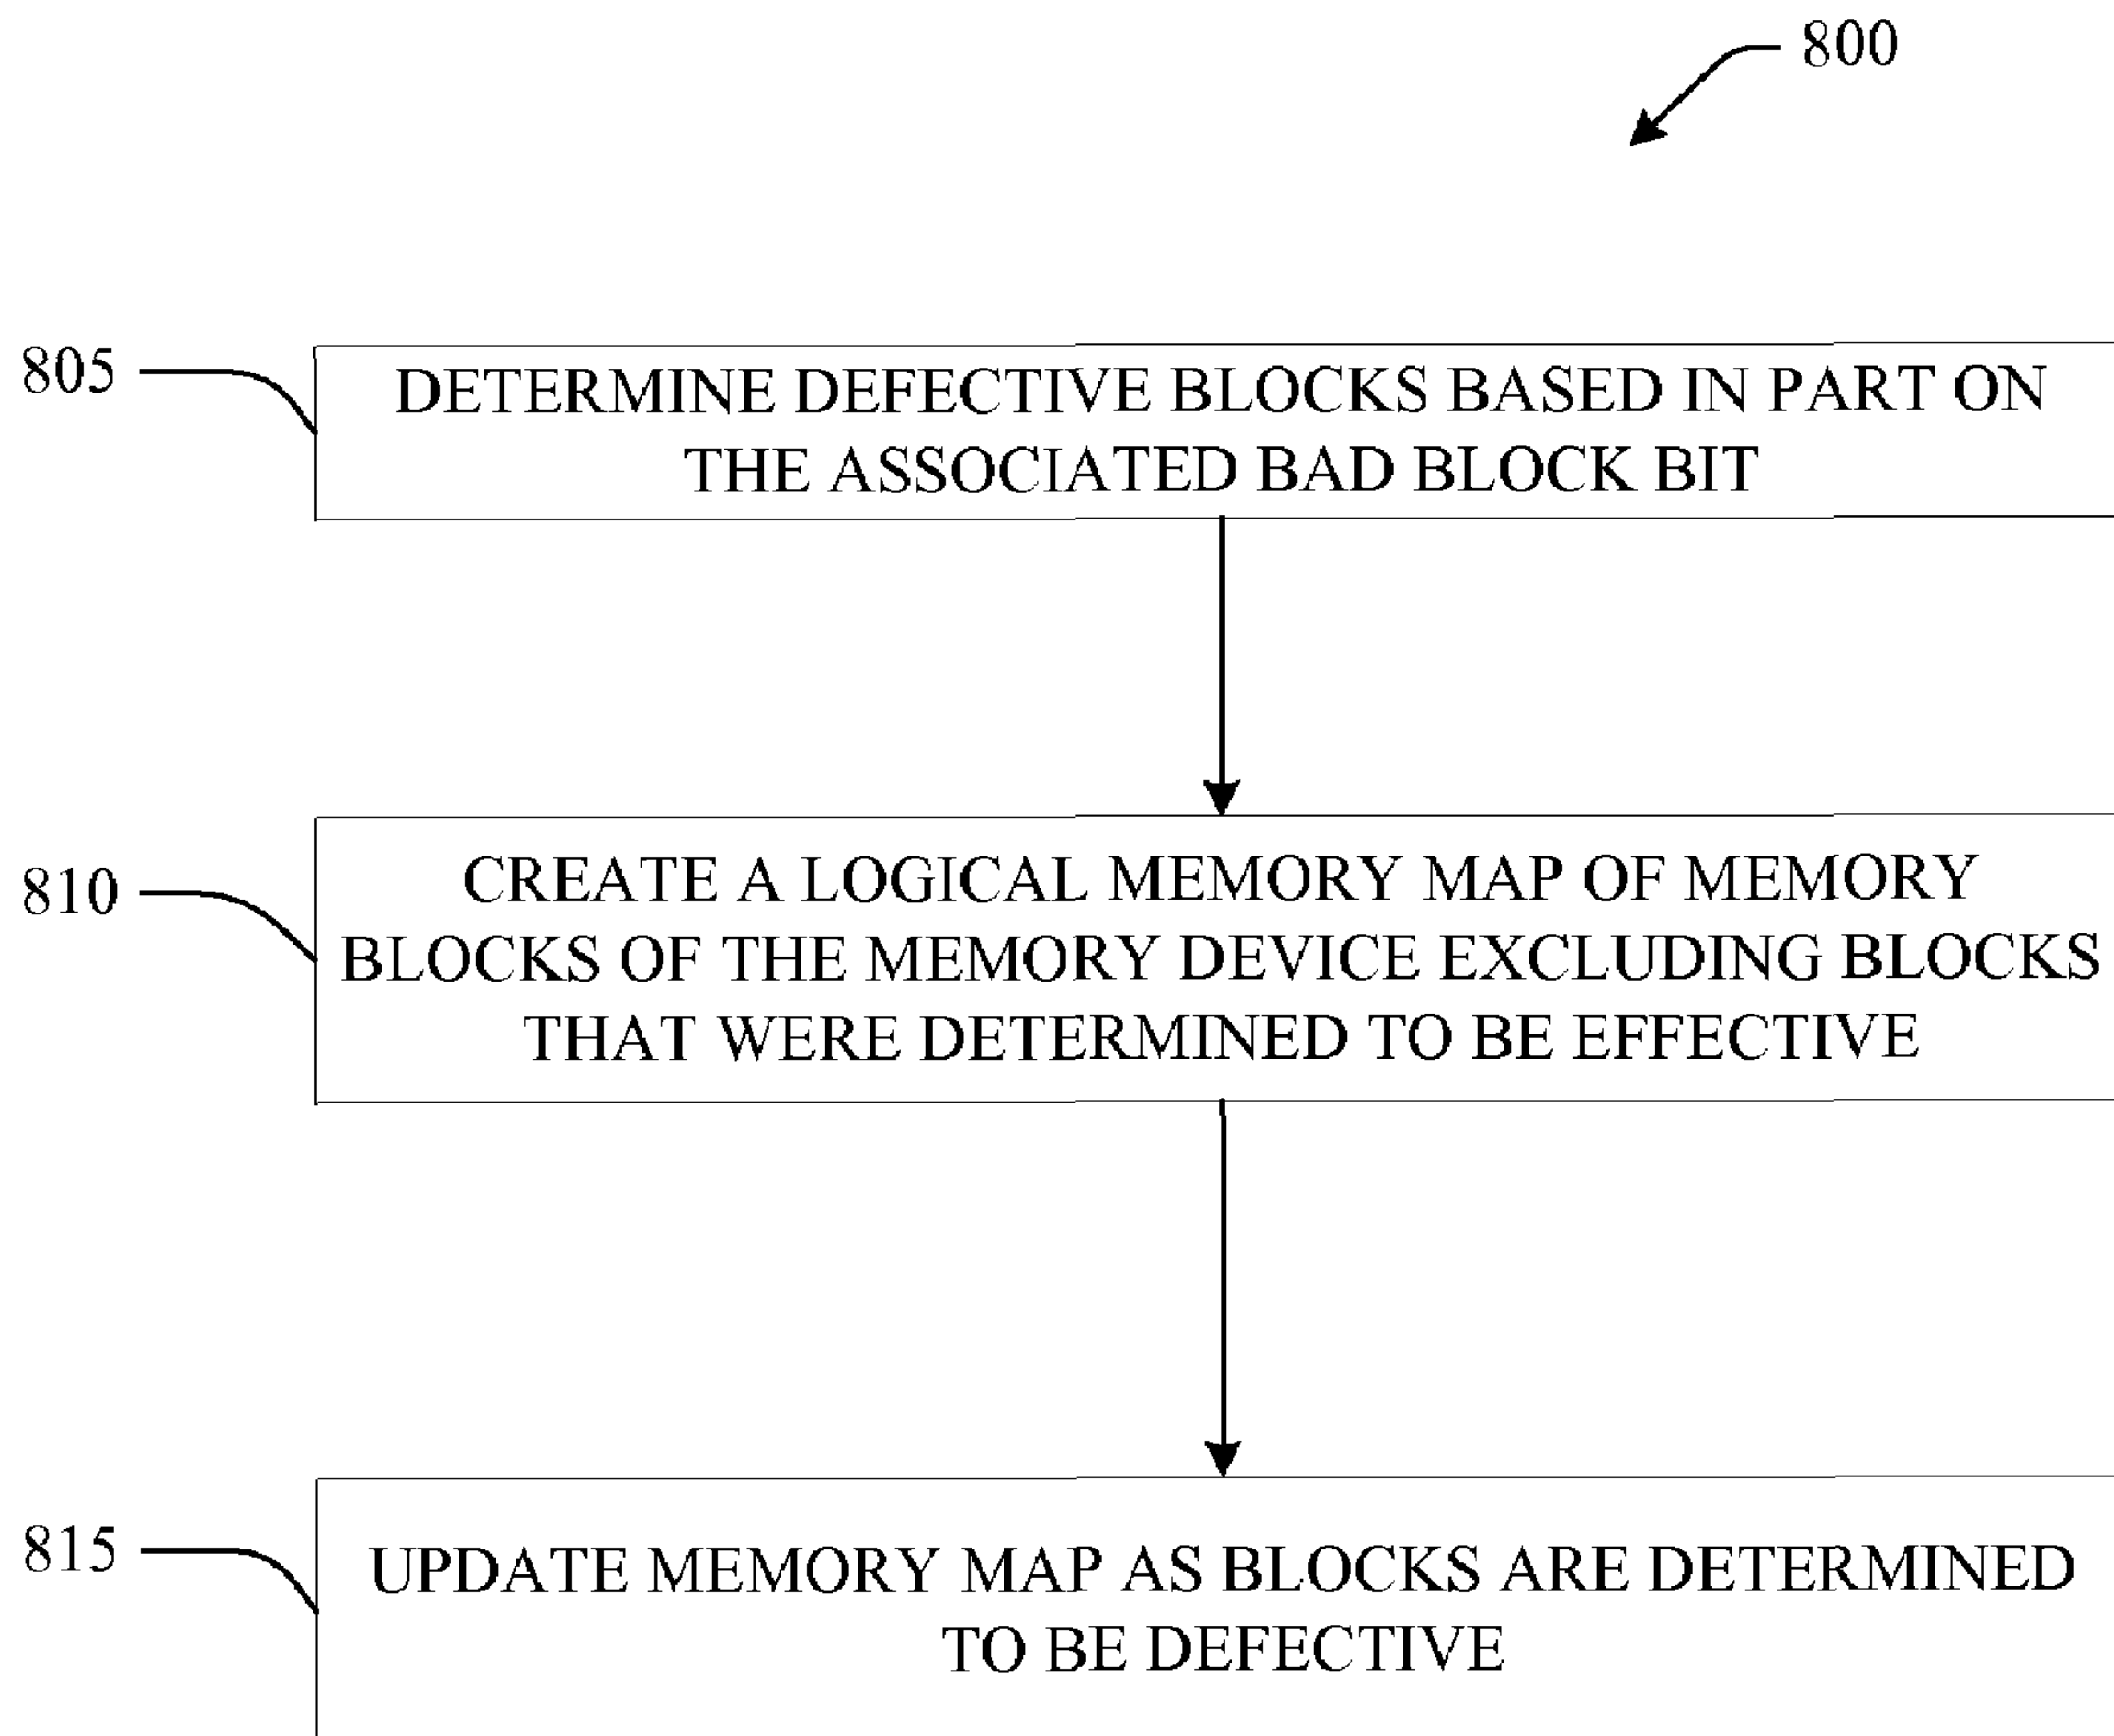 800
805
DETERMINE DEFECTIVE BLOCKS BASED IN PART ON
THE ASSOCIATED BAD BLOCK BIT
810
CREATE A LOGICAL MEMORY MAP OF MEMORY
BLOCKS OF THE MEMORY DEVICE EXCLUDING BLOCKS
THAT WERE DETERMINED TO BE EFFECTIVE
815
UPDATE MEMORY MAP AS BLOCKS ARE DETERMINED
TO BE DEFECTIVE